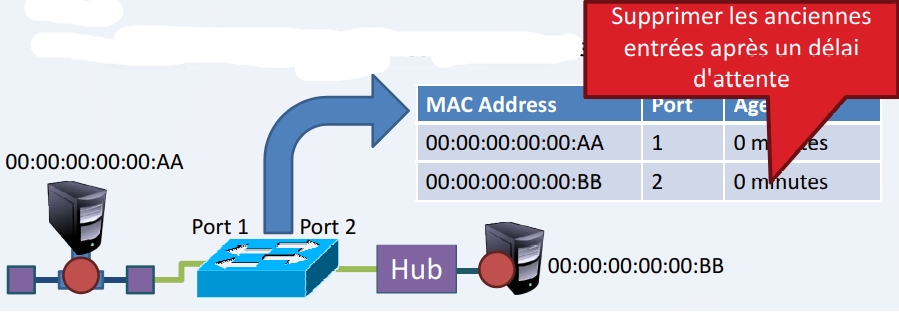 Supprimer les anciennes
entrées après un délai
d'attente
MAC Address Port Age
00:00:00:00:00:AA 1 0 minutes
00:00:00:00:00:BB 2 0 minutes
00:00:00:00:00:AA
Port 1 Port 2
Hub
00:00:00:00:00:BB